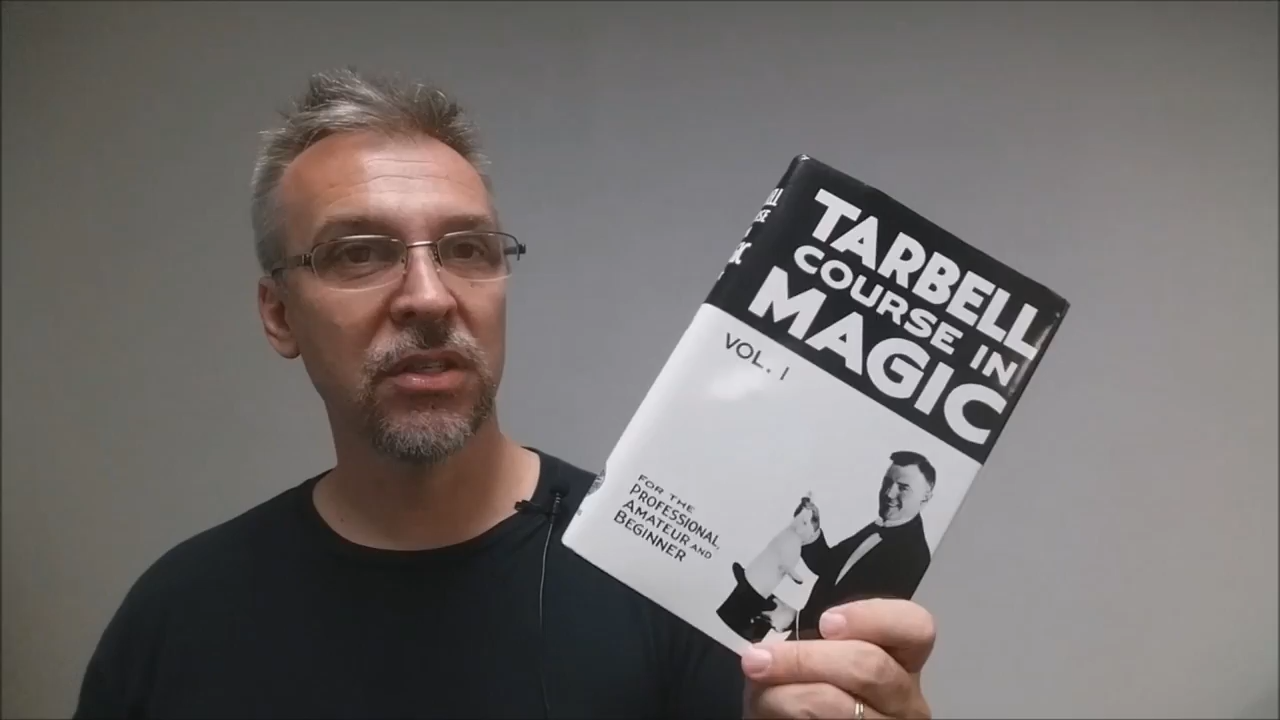 TARBELL
COURSE IN
MAGIC
VOL. I
FOR THE
PROFESSIONAL,
AMATEUR AND
BEGINNER